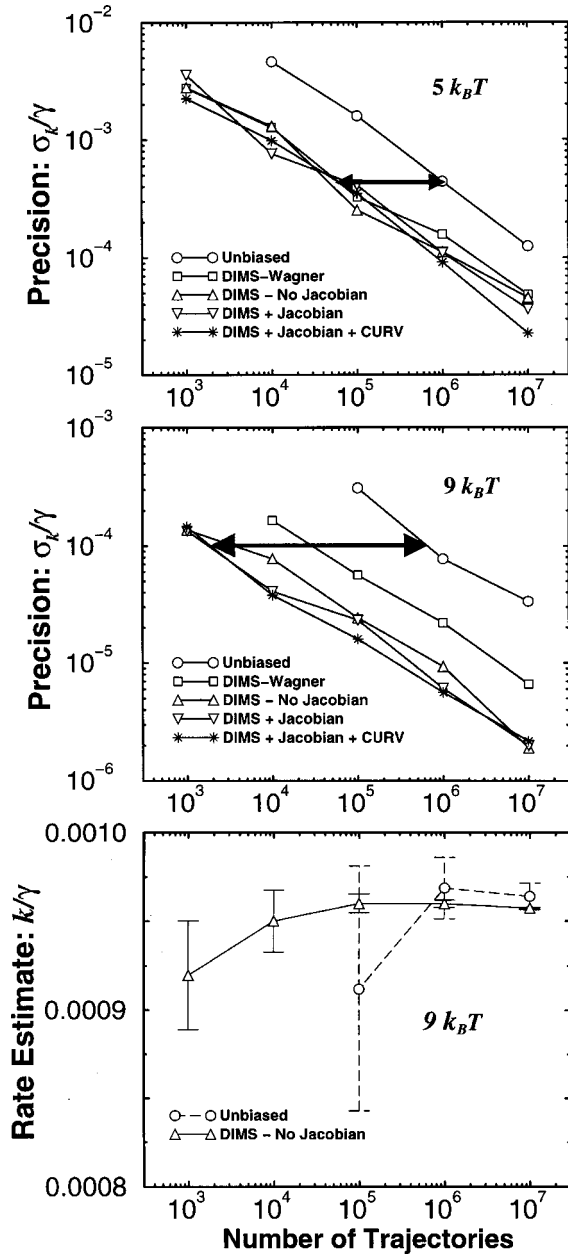 10⁻²
5 k_BT
10⁻³
Precision: σ_k/γ
10⁻⁴
Unbiased
DIMS–Wagner
DIMS – No Jacobian
DIMS + Jacobian
DIMS + Jacobian + CURV
10⁻⁵
10³ 10⁴ 10⁵ 10⁶ 10⁷
10⁻³
9 k_BT
10⁻⁴
Precision: σ_k/γ
10⁻⁵
Unbiased
DIMS–Wagner
DIMS – No Jacobian
DIMS + Jacobian
DIMS + Jacobian + CURV
10⁻⁶
10³ 10⁴ 10⁵ 10⁶ 10⁷
0.0010
Rate Estimate: k/γ
0.0009
9 k_BT
Unbiased
DIMS – No Jacobian
0.0008
10³ 10⁴ 10⁵ 10⁶ 10⁷
Number of Trajectories